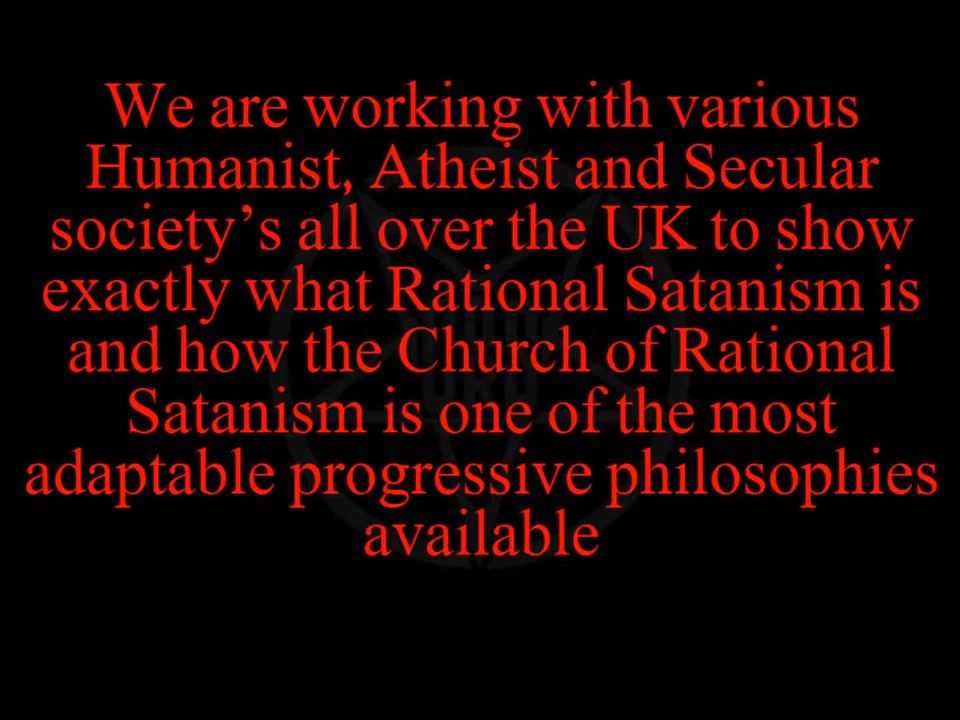 We are working with various
Humanist, Atheist and Secular
society’s all over the UK to show
exactly what Rational Satanism is
and how the Church of Rational
Satanism is one of the most
adaptable progressive philosophies
available